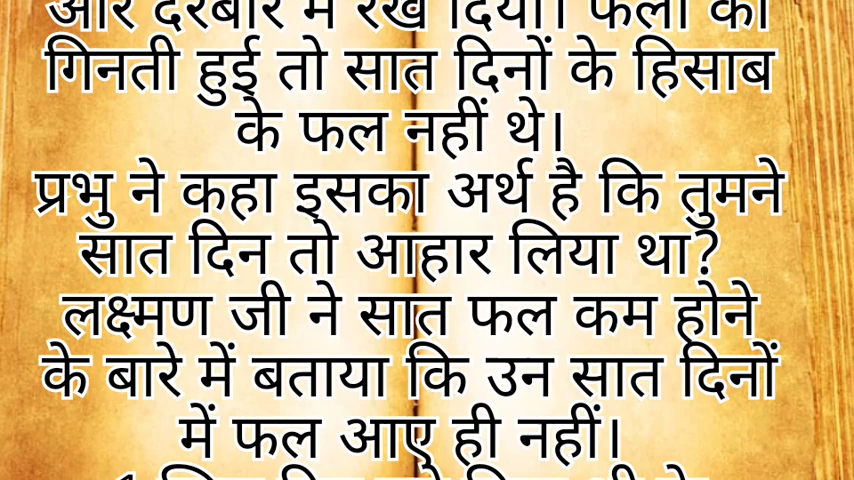 और दरबार में रख दिया। फलों की
गिनती हुई तो सात दिनों के हिसाब
के फल नहीं थे।
प्रभु ने कहा इसका अर्थ है कि तुमने
सात दिन तो आहार लिया था?
लक्ष्मण जी ने सात फल कम होने
के बारे में बताया कि उन सात दिनों
में फल आए ही नहीं।